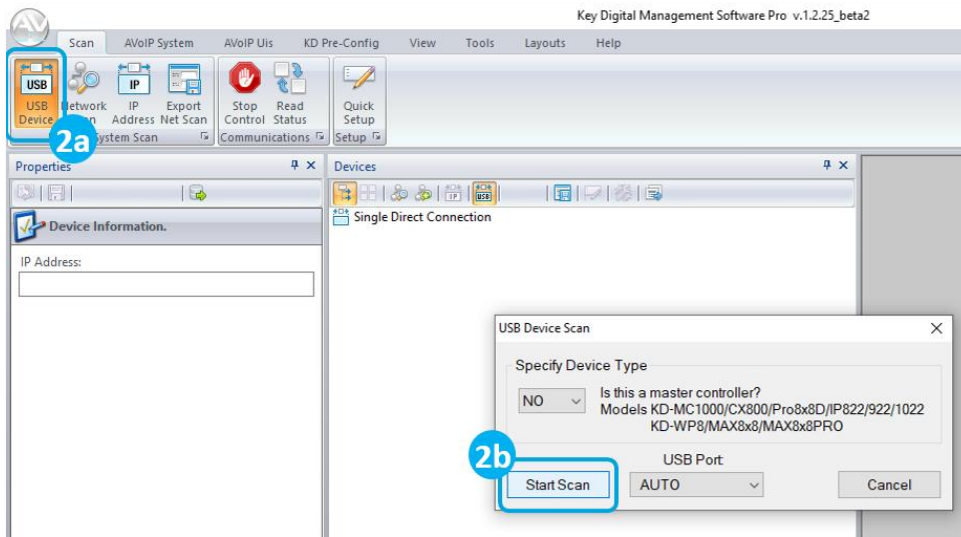 Key Digital Management Software Pro v.1.2.25_beta2
AV
Scan AVoIP System AVoIP Uis KD Pre-Config View Tools Layouts Help
USB IP
USB Network IP Export Stop Read Quick
Device Address Net Scan Control Status Setup
2a
System Scan Communications Setup
Properties Devices
IP USB
Device Information.
Single Direct Connection
IP Address:
USB Device Scan
Specify Device Type
NO Is this a master controller?
Models KD-MC1000/CX800/Pro8x8D/IP822/922/1022
KD-WP8/MAX8x8/MAX8x8PRO
2b
USB Port:
Start Scan AUTO Cancel